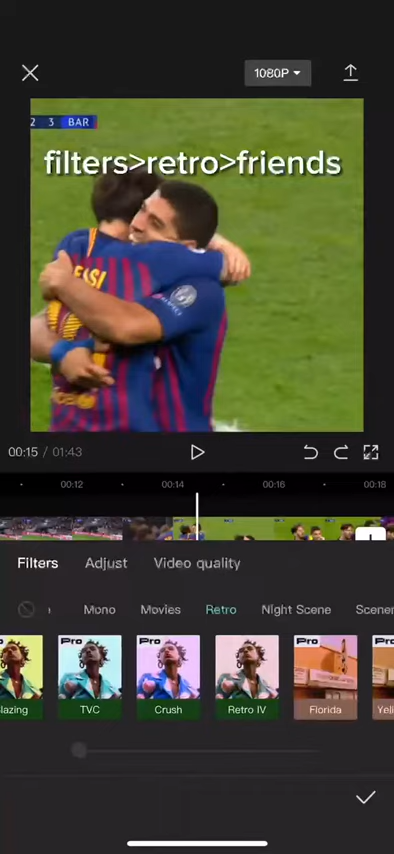 1080P
2 3 BAR
filters>retro>friends
00:15 / 01:43
00:12 00:14 00:16 00:18
Filters Adjust Video quality
Mono Movies Retro Night Scene Scener
Pro Pro Pro Pro
lazing TVC Crush Retro IV Florida Yell